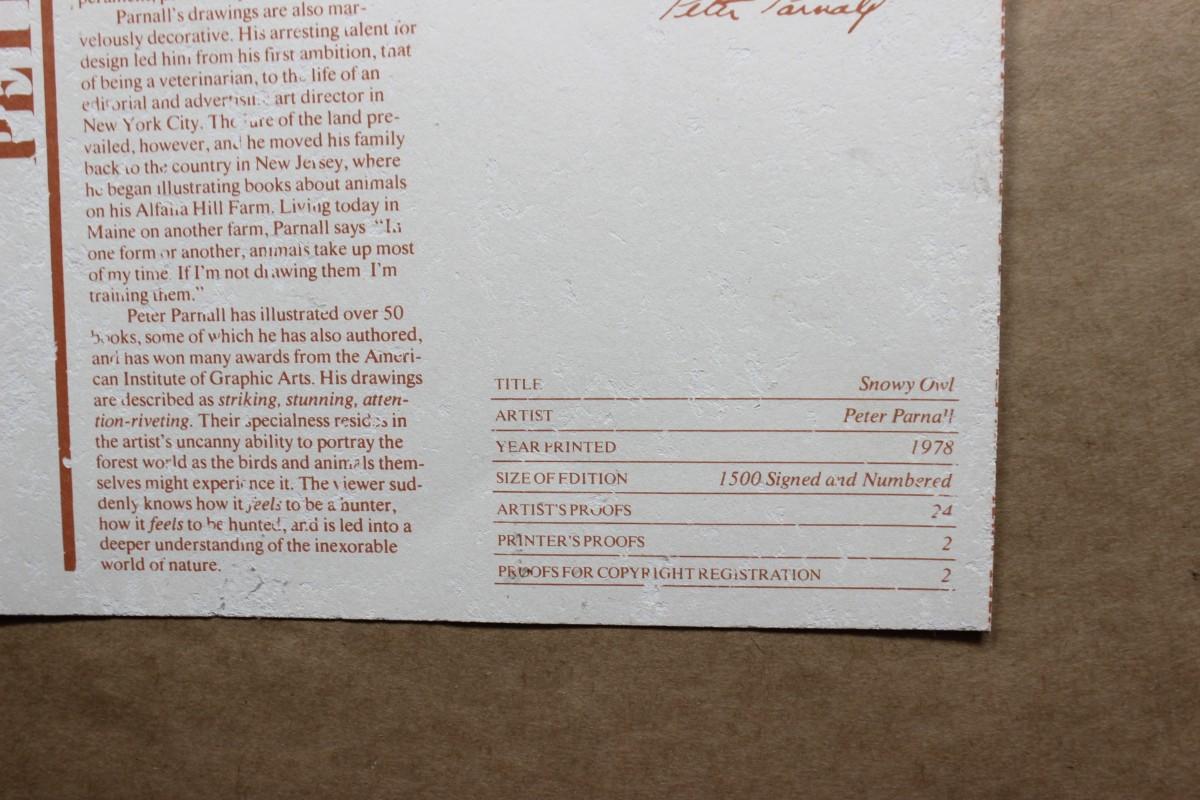 PETE
Parnall's drawings are also mar-
velously decorative. His arresting talent for
design led him from his first ambition, that
of being a veterinarian, to the life of an
editorial and advertising art director in
New York City. The lure of the land pre-
vailed, however, and he moved his family
back to the country in New Jersey, where
he began illustrating books about animals
on his Alfalfa Hill Farm. Living today in
Maine on another farm, Parnall says "In
one form or another, animals take up most
of my time. If I'm not drawing them I'm
training them."
Peter Parnall has illustrated over 50
books, some of which he has also authored,
and has won many awards from the Ameri-
can Institute of Graphic Arts. His drawings
are described as striking, stunning, atten-
tion-riveting. Their specialness resides in
the artist's uncanny ability to portray the
forest world as the birds and animals them-
selves might experience it. The viewer sud-
denly knows how it feels to be a hunter,
how it feels to be hunted, and is led into a
deeper understanding of the inexorable
world of nature.
Peter Parnall
TITLE Snowy Owl
ARTIST Peter Parnall
YEAR PRINTED 1978
SIZE OF EDITION 1500 Signed and Numbered
ARTIST'S PROOFS 24
PRINTER'S PROOFS 2
PROOFS FOR COPYRIGHT REGISTRATION 2